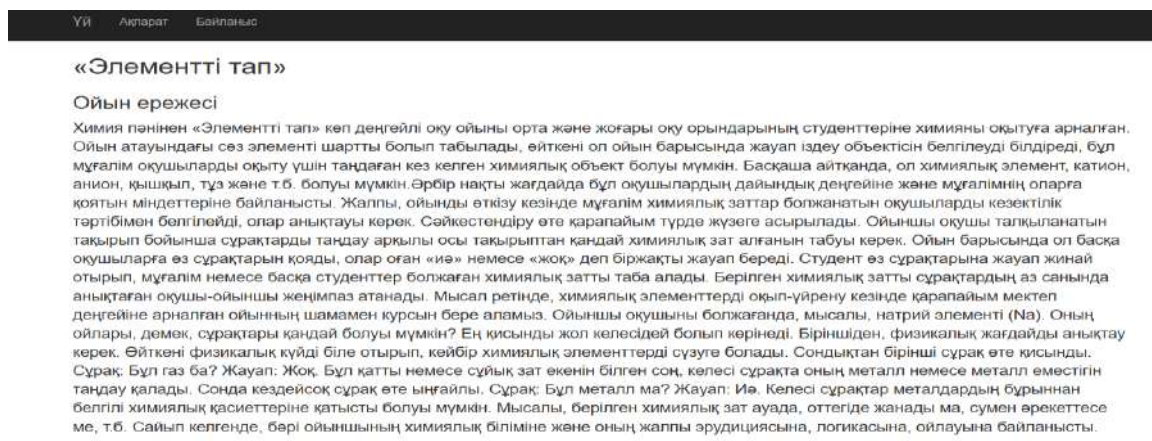 Үй Ақпарат Байланыс
«Элементті тап»
Ойын ережесі
Химия пәнінен «Элементті тап» көп деңгейлі оқу ойыны орта және жоғары оқу орындарының студенттеріне химияны оқытуға арналған.
Ойын атауындағы сөз элементі шартты болып табылады, өйткені ол ойын барысында жауап іздеу объектісін белгілеуді білдіреді, бұл
мұғалім оқушыларды оқыту үшін таңдаған кез келген химиялық объект болуы мүмкін. Басқаша айтқанда, ол химиялық элемент, катион,
анион, қышқыл, тұз және т.б. болуы мүмкін.Әрбір нақты жағдайда бұл оқушылардың дайындық деңгейіне және мұғалімнің оларға
қоятын міндеттеріне байланысты. Жалпы, ойынды өткізу кезінде мұғалім химиялық заттар болжанатын оқушыларды кезектілік
тәртібімен белгілейді, олар анықтауы керек. Сәйкестендіру өте қарапайым түрде жүзеге асырылады. Ойыншы оқушы талқыланатын
тақырып бойынша сұрақтарды таңдау арқылы осы тақырыптан қандай химиялық зат алғанын табуы керек. Ойын барысында ол басқа
оқушыларға өз сұрақтарын қояды, олар оған «иә» немесе «жоқ» деп біржақты жауап береді. Студент өз сұрақтарына жауап жинай
отырып, мұғалім немесе басқа студенттер болжаған химиялық затты таба алады. Берілген химиялық затты сұрақтардың аз санында
анықтаған оқушы-ойыншы жеңімпаз атанады. Мысал ретінде, химиялық элементтерді оқып-үйрену кезінде қарапайым мектеп
деңгейіне арналған ойынның шамамен курсын бере аламыз. Ойыншы оқушыны болжағанда, мысалы, натрий элементі (Na). Оның
ойлары, демек, сұрақтары қандай болуы мүмкін? Ең қисынды жол келесідей болып көрінеді. Біріншіден, физикалық жағдайды анықтау
керек. Өйткені физикалық күйді біле отырып, кейбір химиялық элементтерді сүзуге болады. Сондықтан бірінші сұрақ өте қисынды.
Сұрақ: Бұл газ ба? Жауап: Жоқ. Бұл қатты немесе сұйық зат екенін білген соң, келесі сұрақта оның металл немесе металл еместігін
таңдау қалады. Сонда кездейсоқ сұрақ өте ыңғайлы. Сұрақ: Бұл металл ма? Жауап: Иә. Келесі сұрақтар металдардың бұрыннан
белгілі химиялық қасиеттеріне қатысты болуы мүмкін. Мысалы, берілген химиялық зат ауада, оттегіде жанады ма, сумен әрекеттесе
ме, т.б. Сайып келгенде, бәрі ойыншының химиялық біліміне және оның жалпы эрудициясына, логикасына, ойлауына байланысты.